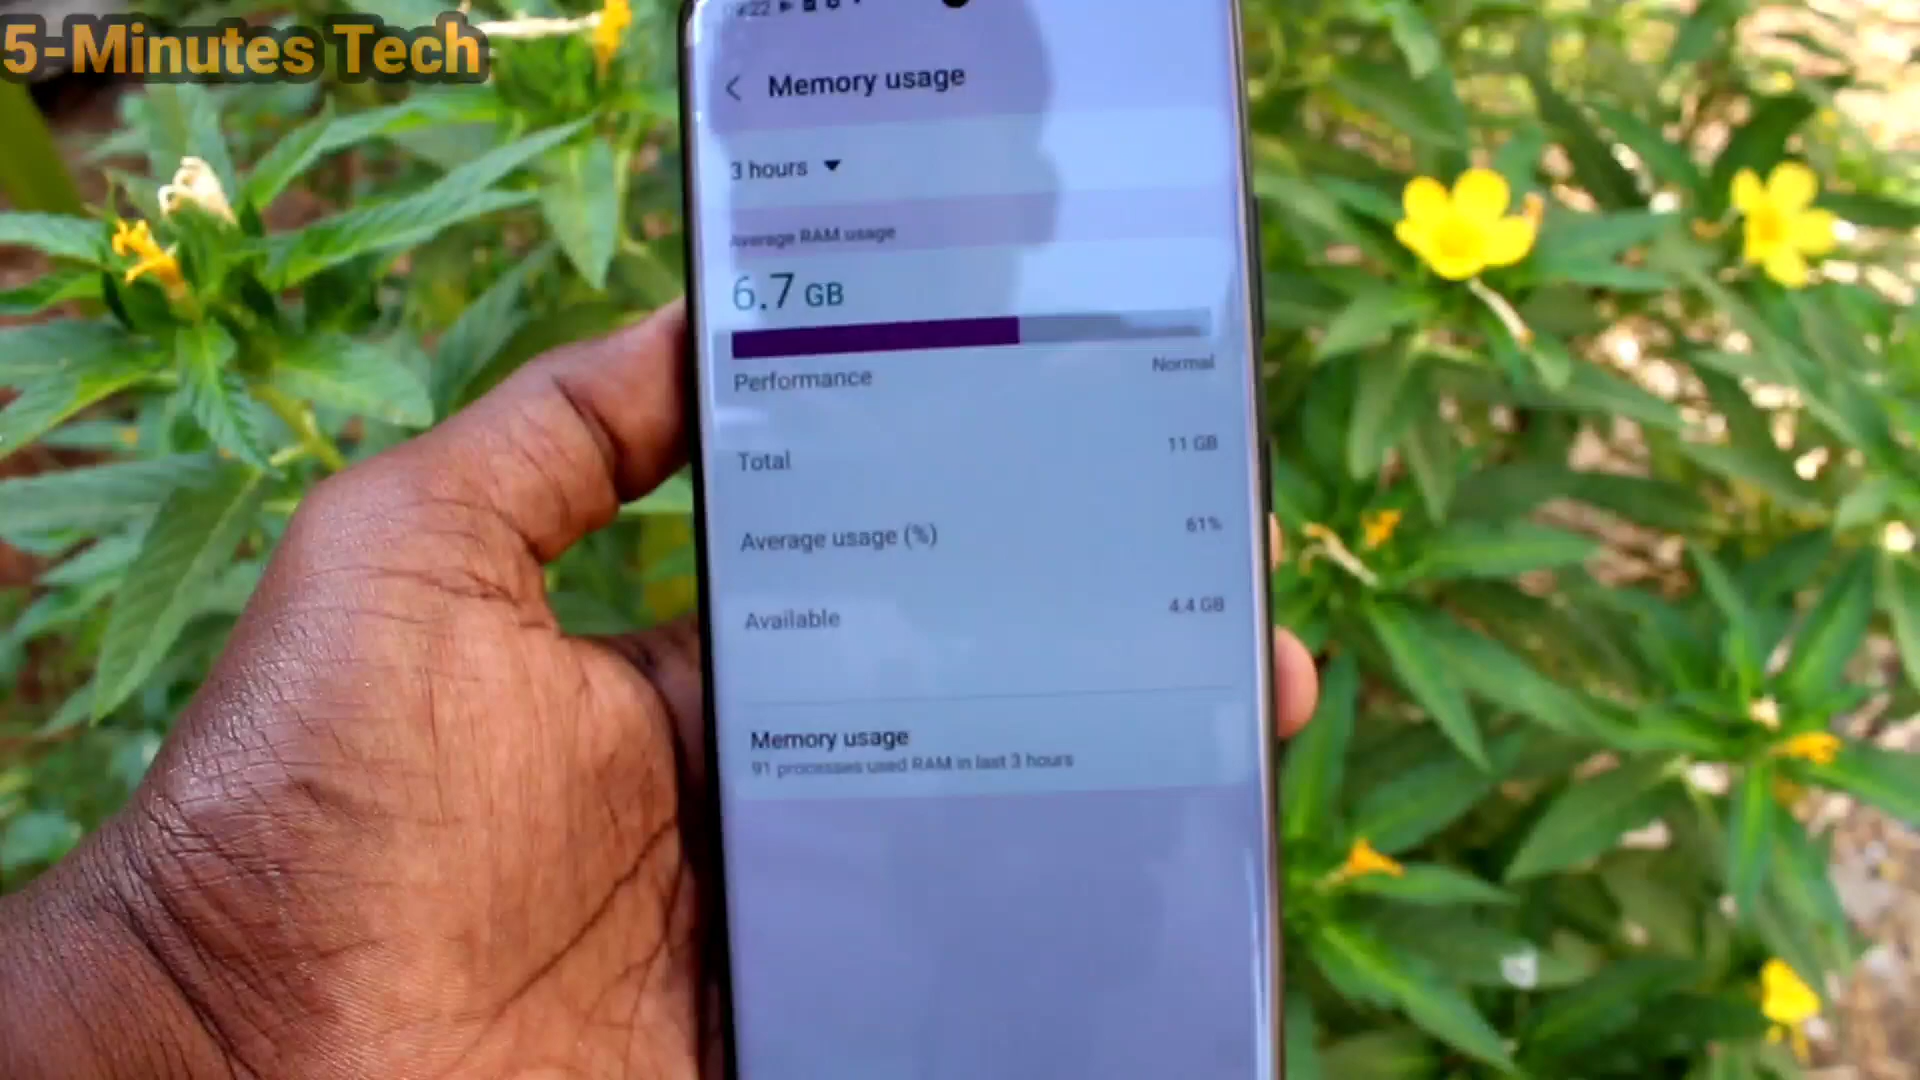 5-Minutes Tech
Memory usage
3 hours
Average RAM usage
6.7 GB
Performance
Normal
Total
11 GB
Average usage (%)
61%
Available
4.4 GB
Memory usage
91 processes used RAM in last 3 hours